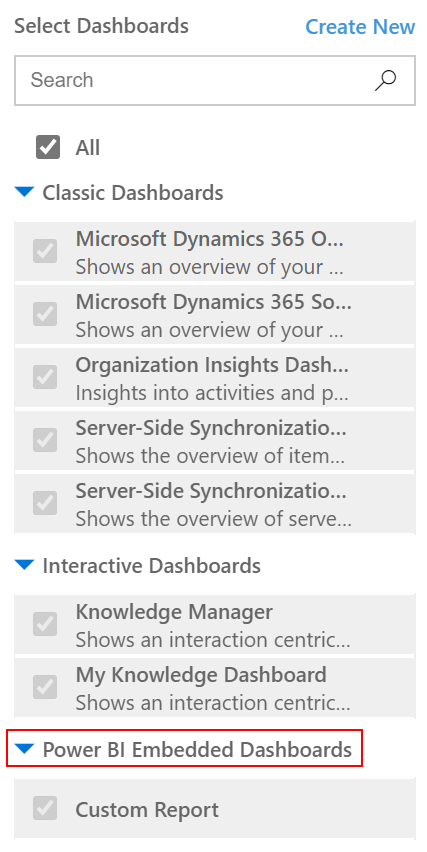 Select Dashboards Create New
Search
All
Classic Dashboards
Microsoft Dynamics 365 O...
Shows an overview of your ...
Microsoft Dynamics 365 So...
Shows an overview of your ...
Organization Insights Dash...
Insights into activities and p...
Server-Side Synchronizatio...
Shows the overview of item...
Server-Side Synchronizatio...
Shows the overview of serve...
Interactive Dashboards
Knowledge Manager
Shows an interaction centric...
My Knowledge Dashboard
Shows an interaction centric...
Power BI Embedded Dashboards
Custom Report